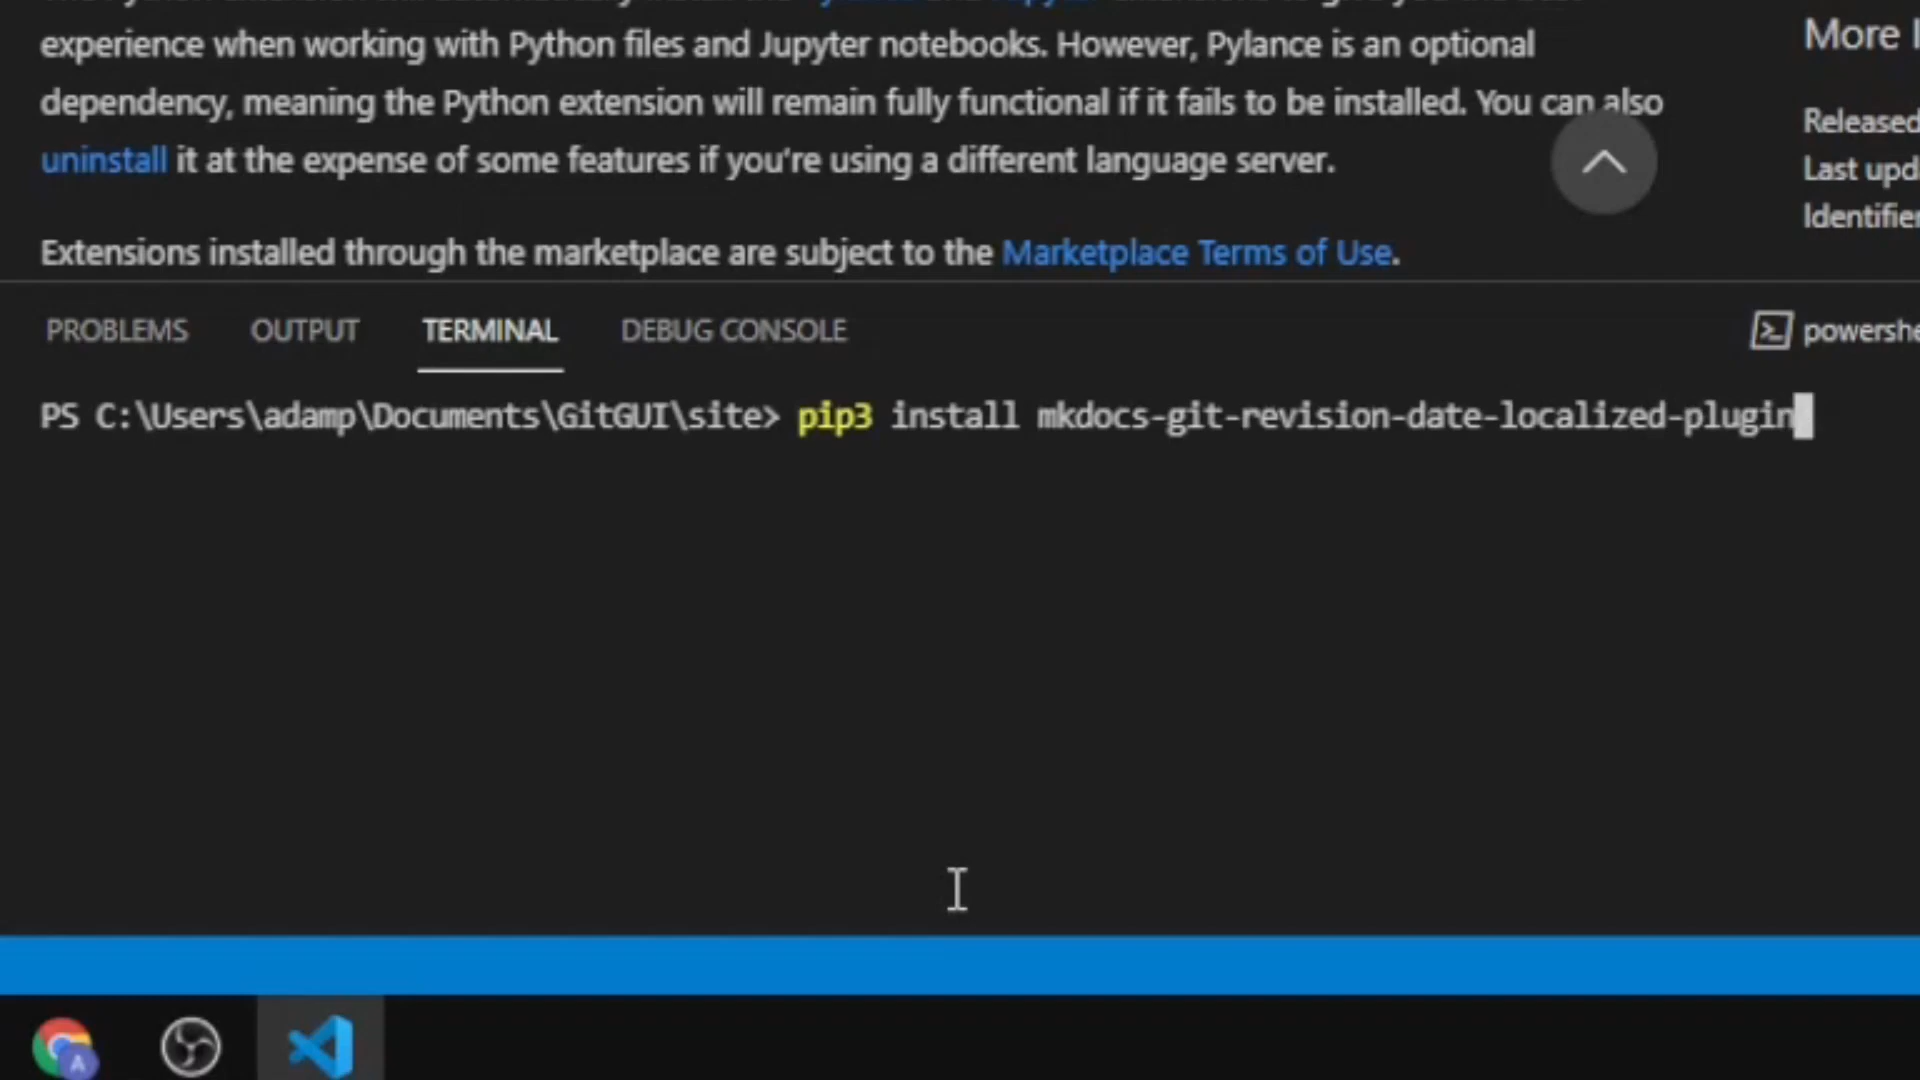 experience when working with Python files and Jupyter notebooks. However, Pylance is an optional
dependency, meaning the Python extension will remain fully functional if it fails to be installed. You can also
uninstall it at the expense of some features if you're using a different language server.
Extensions installed through the marketplace are subject to the Marketplace Terms of Use.
More
Released
Last upd
Identifier
PROBLEMS OUTPUT TERMINAL DEBUG CONSOLE powershe
PS C:\Users\adamp\Documents\GitGUI\site> pip3 install mkdocs-git-revision-date-localized-plugin
A